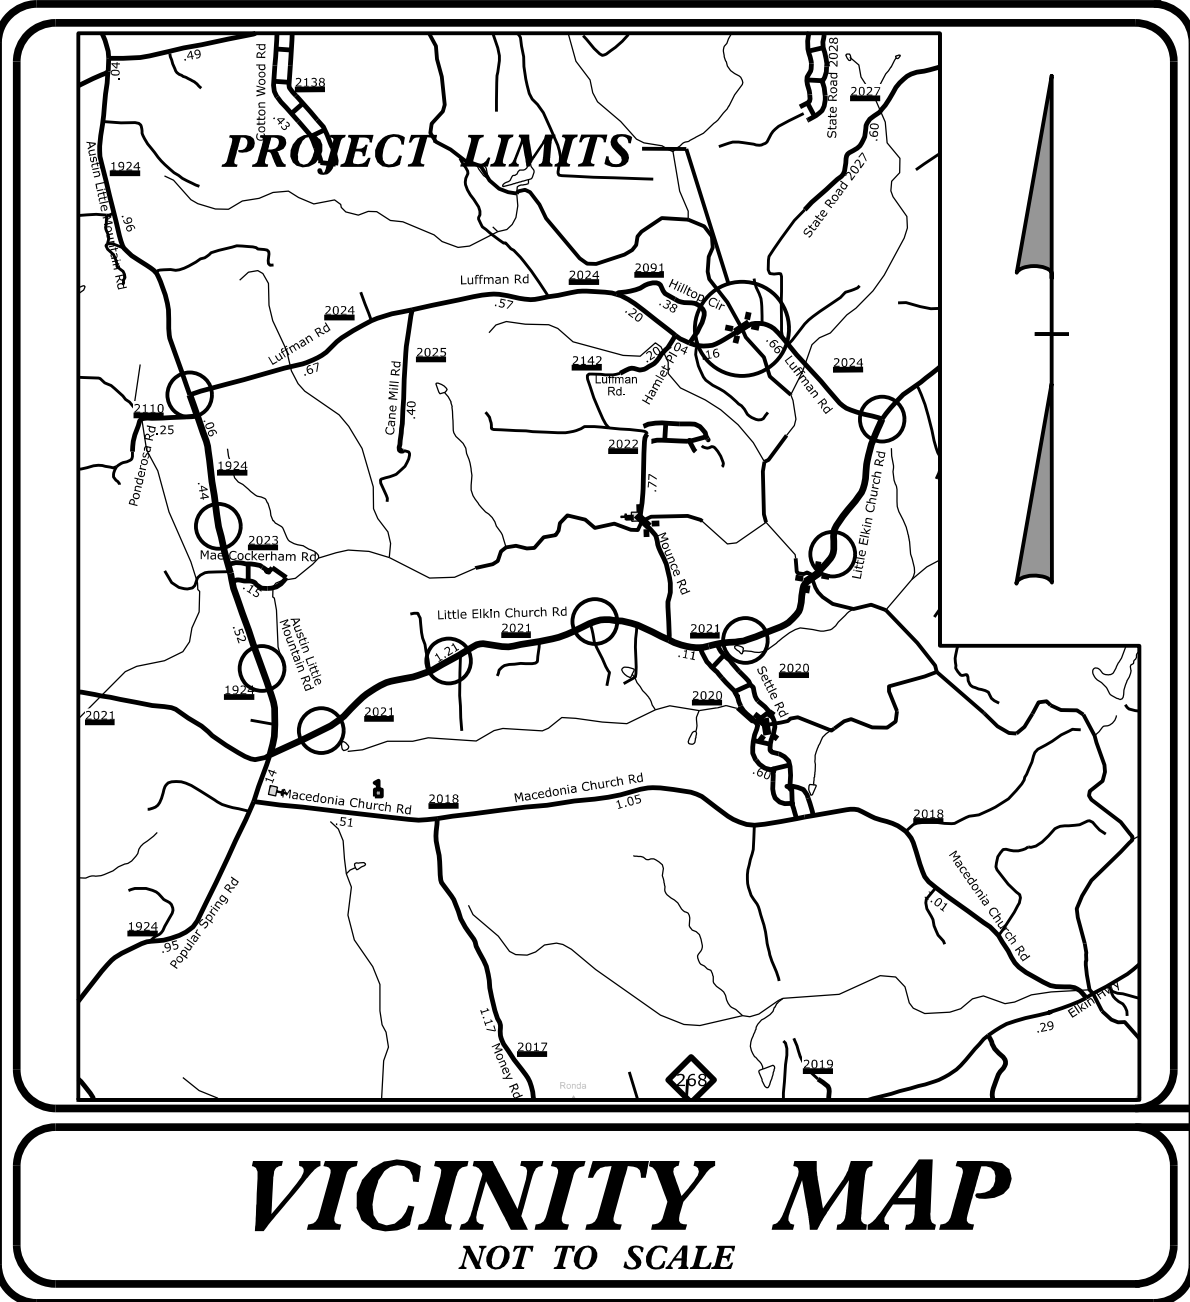 .49
.04
Cotton Wood Rd
2138
.43
State Road 2028
2027
.60
PROJECT LIMITS
1924
Austin Little Mountain Rd
.96
State Road 2027
Luffman Rd
2024
2091
Hilltop Cir
.57
.38
.20
2024
Luffman Rd
.67
2025
2142
.20
.04
.16
.66
2024
Luffman Rd
Luffman
Rd.
Hamlet Pl
Cane Mill Rd
.40
2110
.25
.06
Ponderosa Rd
1924
.44
2022
.77
Little Elkin Church Rd
2023
Mae Cockerham Rd
.15
Mounce Rd
Little Elkin Church Rd
2021
2021
.52
Austin Little
Mountain Rd
1.21
.11
2020
Settle Rd
1924
2020
2021
2021
.14
.60
Macedonia Church Rd
2018
Macedonia Church Rd
1.05
.51
2018
Macedonia Church Rd
1.01
Popular Spring Rd
1924
.95
Elkin Hwy
.29
1.17
Money Rd
2017
2019
Ronda
268
VICINITY MAP
NOT TO SCALE